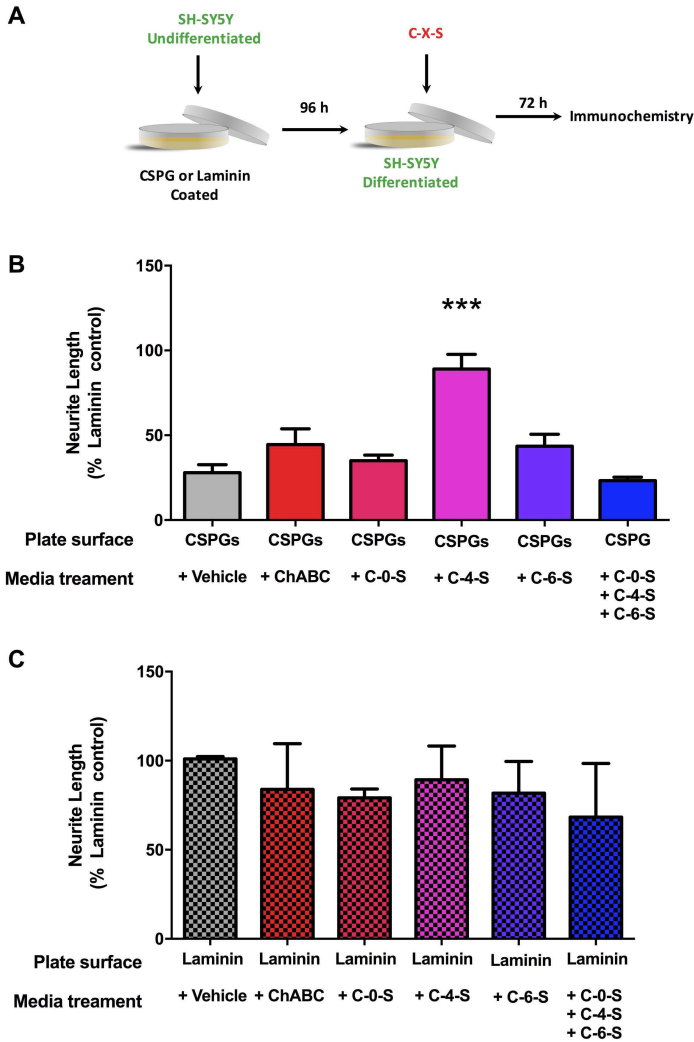 A
SH-SY5Y
Undifferentiated
C-X-S
96 h
72 h
Immunochemistry
CSPG or Laminin
Coated
SH-SY5Y
Differentiated
B
Neurite Length
(% Laminin control)
150
100
50
0
***
Plate surface CSPGs CSPGs CSPGs CSPGs CSPGs CSPG
Media treament + Vehicle + ChABC + C-0-S + C-4-S + C-6-S + C-0-S
+ C-4-S
+ C-6-S
C
Neurite Length
(% Laminin control)
150
100
50
0
Plate surface Laminin Laminin Laminin Laminin Laminin Laminin
Media treament + Vehicle + ChABC + C-0-S + C-4-S + C-6-S + C-0-S
+ C-4-S
+ C-6-S